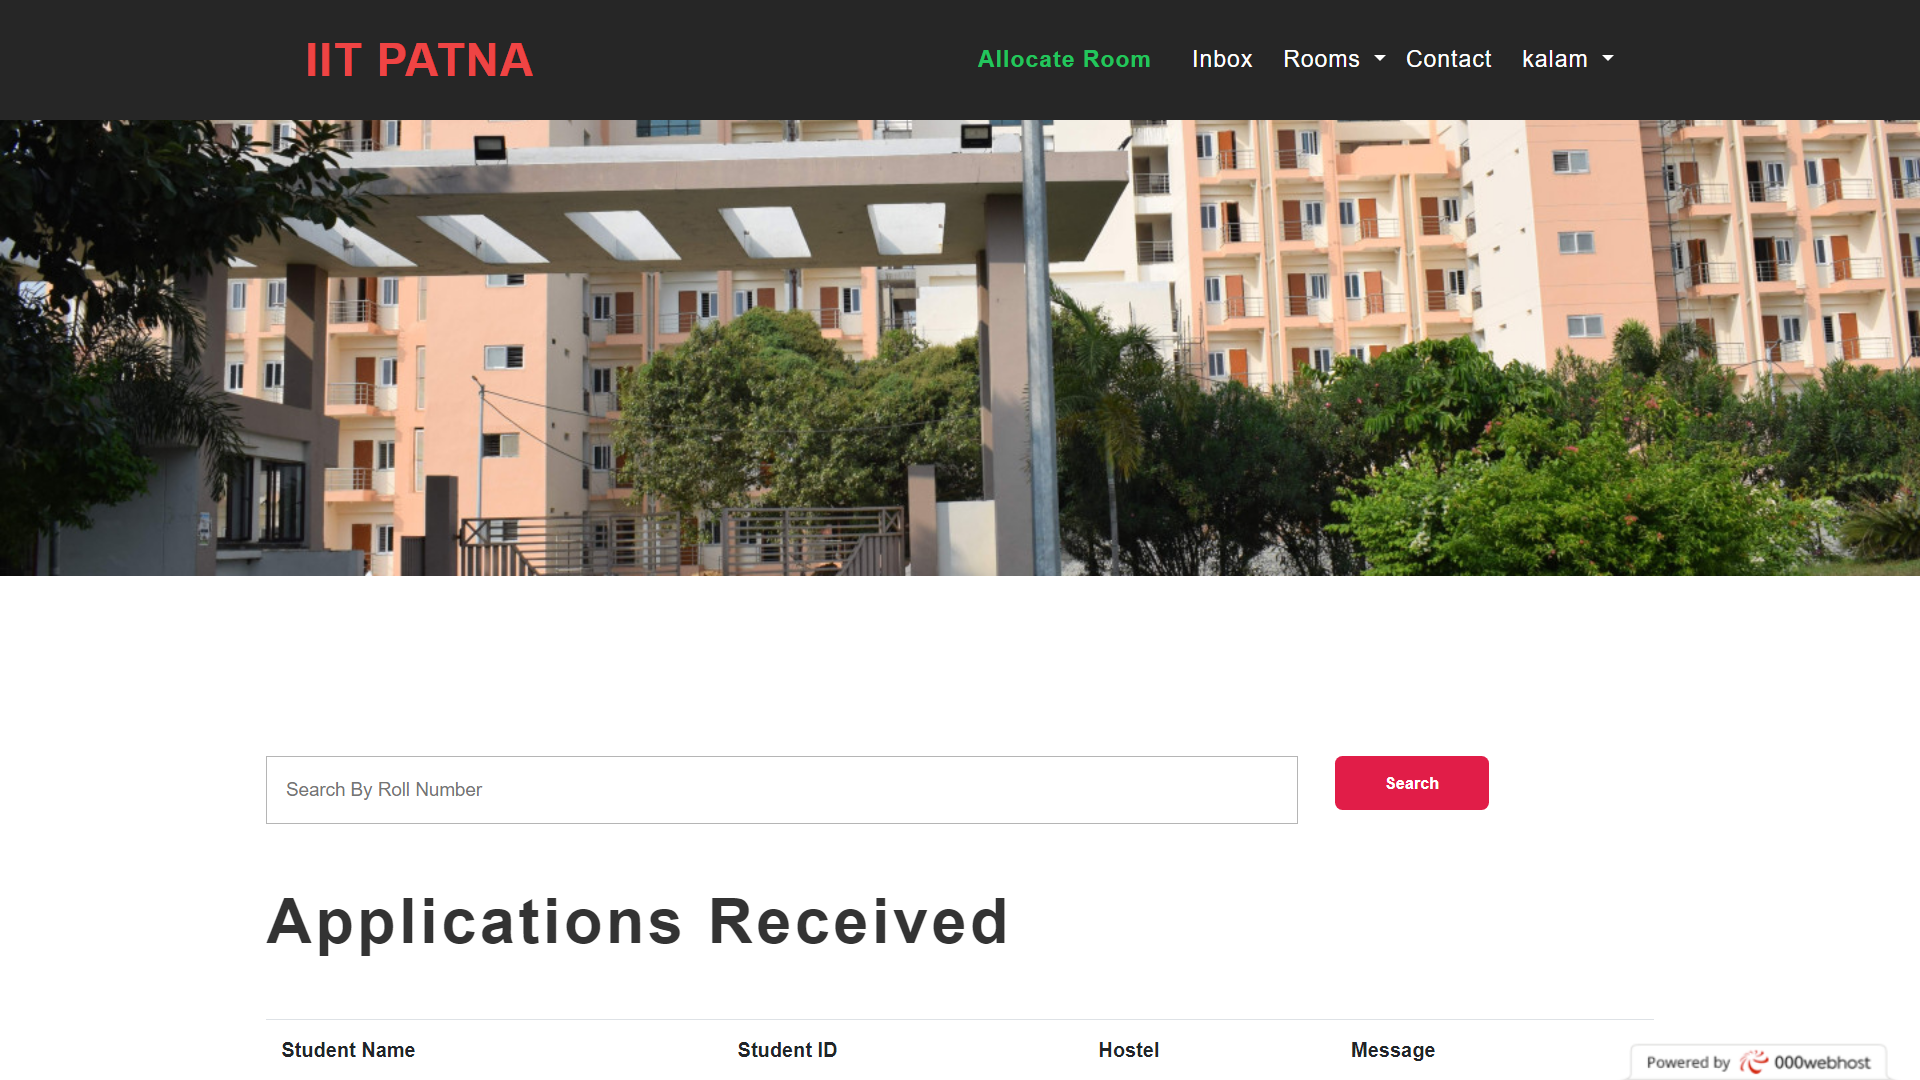 IIT PATNA
Allocate Room Inbox Rooms Contact kalam
Search By Roll Number
Search
Applications Received
Student Name Student ID Hostel Message
Powered by 000webhost